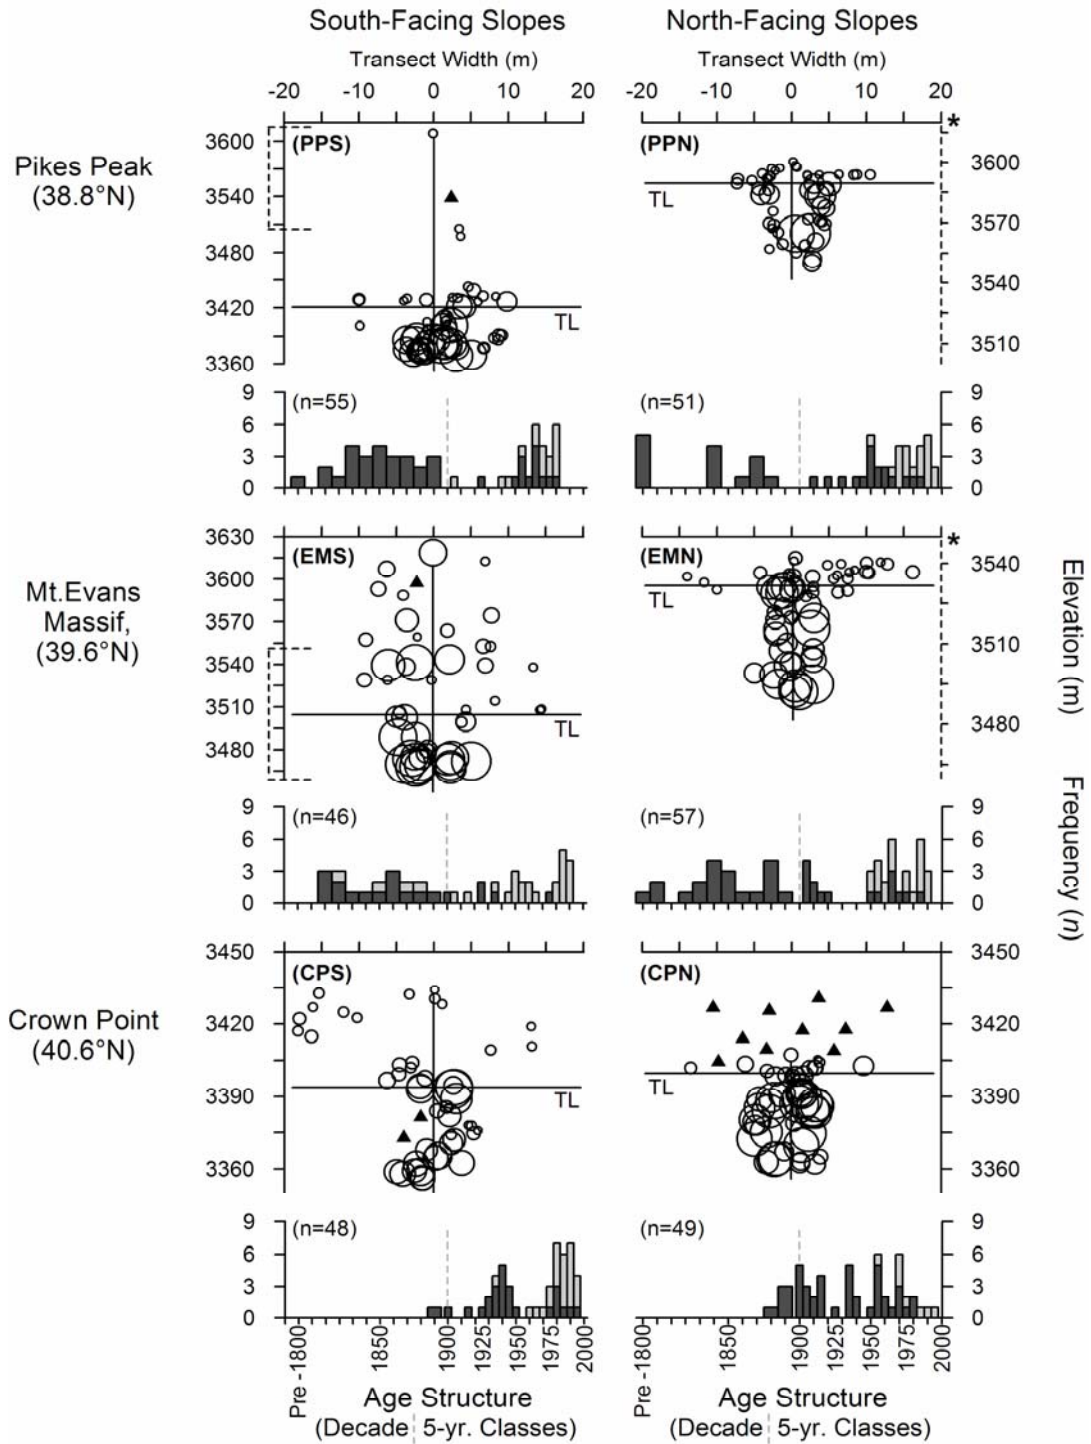 South-Facing Slopes North-Facing Slopes
Transect Width (m) Transect Width (m)
-20 -10 0 10 20 -20 -10 0 10 20
Pikes Peak
(38.8°N)
(PPS)
3600
3540
3480
3420
3360
TL
(PPN)
*
TL
3600
3570
3540
3510
9
6
3
0
(n=55)
(n=51)
9
6
3
0
Mt.Evans
Massif,
(39.6°N)
3630
3600
3570
3540
3510
3480
(EMS)
TL
(EMN)
*
TL
3540
3510
3480
9
6
3
0
(n=46)
(n=57)
9
6
3
0
Elevation (m)
Frequency (n)
Crown Point
(40.6°N)
3450
3420
3390
3360
(CPS)
TL
(CPN)
TL
3450
3420
3390
3360
9
6
3
0
(n=48)
(n=49)
9
6
3
0
Pre -1800 1850 1900 1925 1950 1975 2000
Pre -1800 1850 1900 1925 1950 1975 2000
Age Structure Age Structure
(Decade 5-yr. Classes) (Decade 5-yr. Classes)